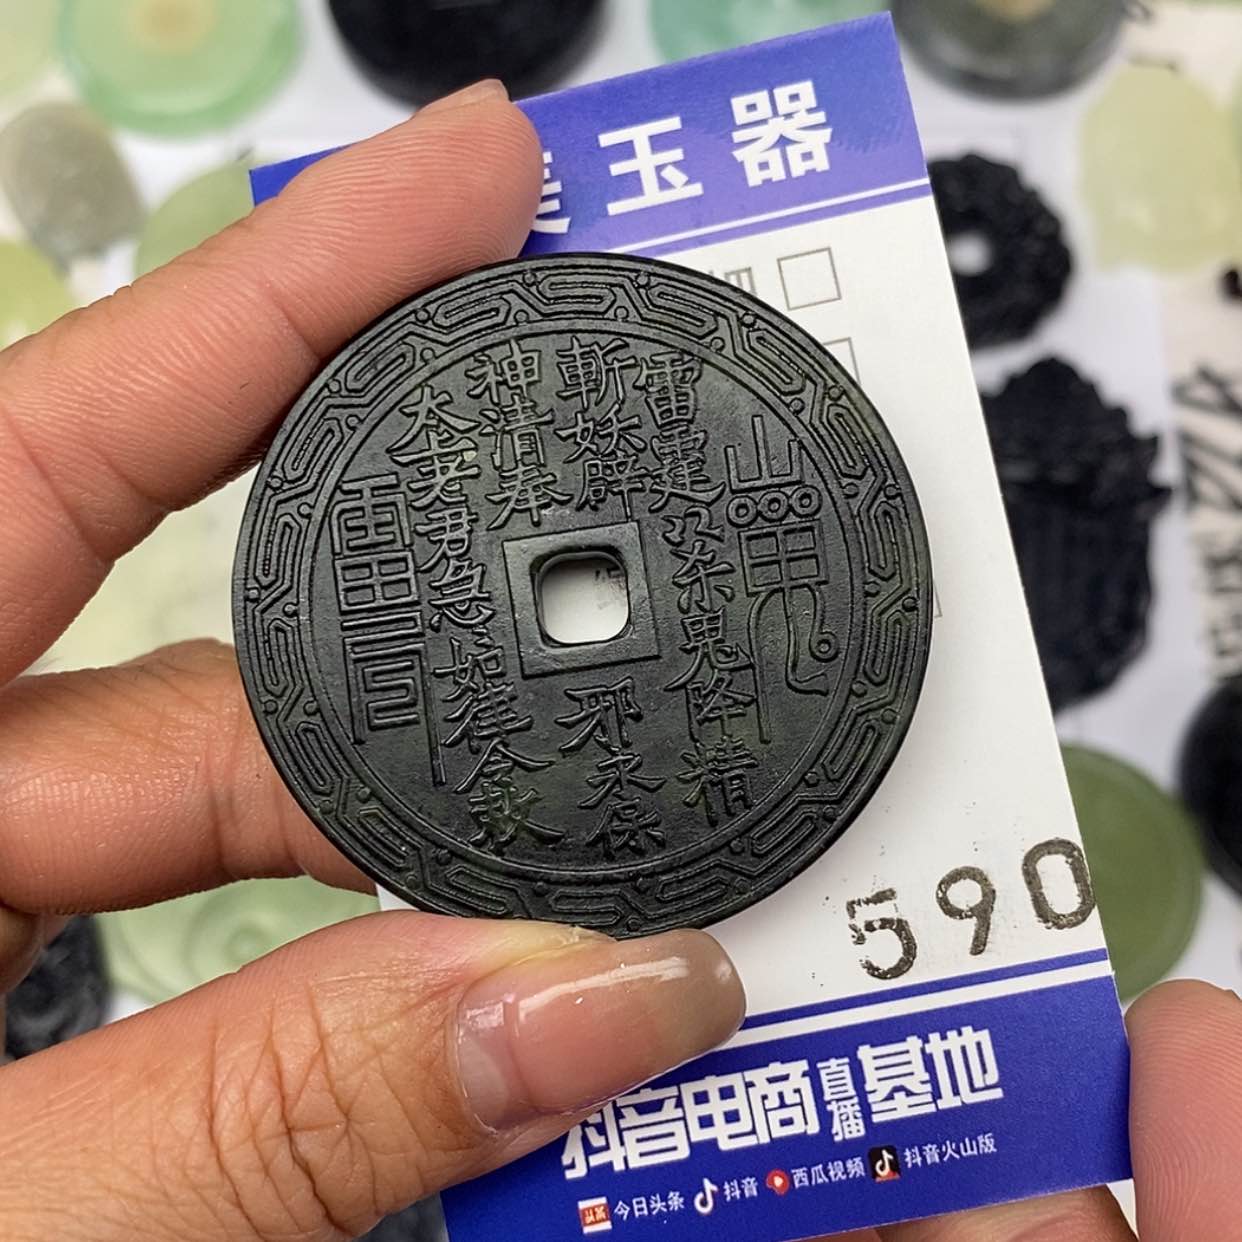 玉器
雷霆杀鬼降精
斬妖辟邪永保
神清奉
太上老君急如律令敕
590
抖音电商直播基地
今日头条 抖音 西瓜视频 抖音火山版